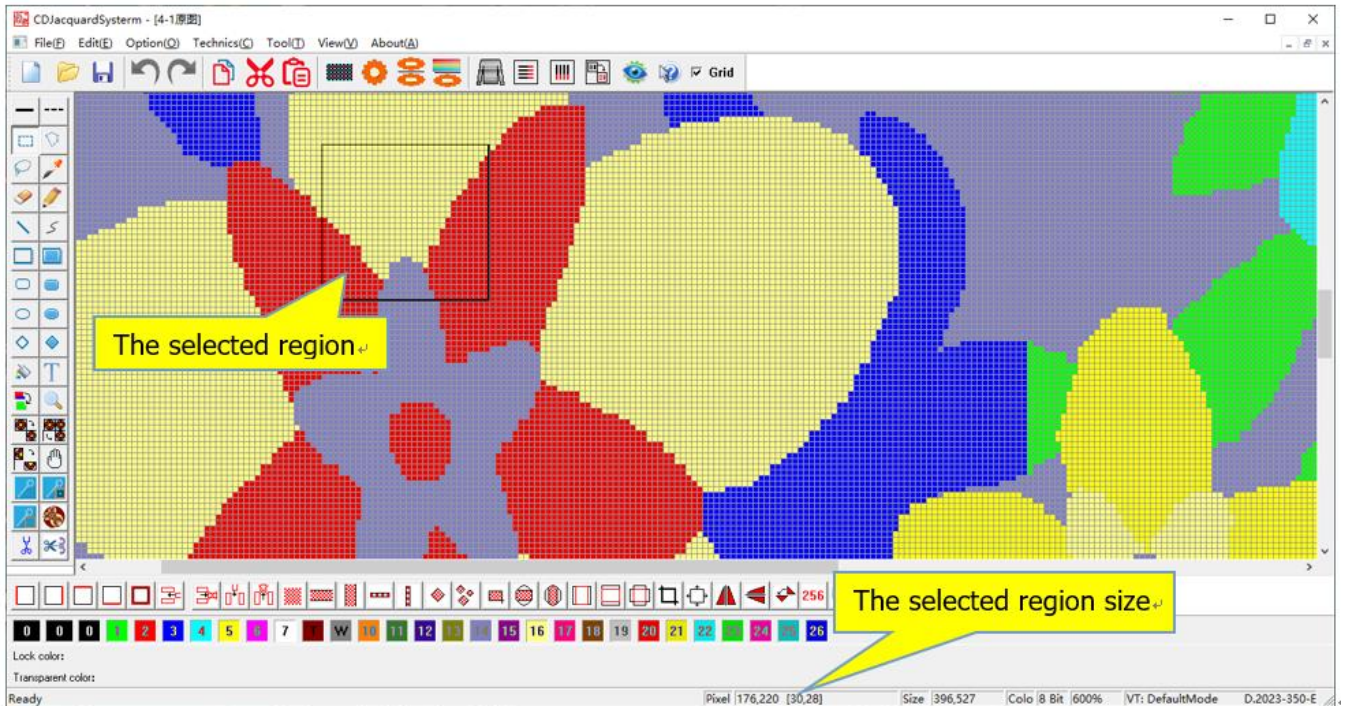 CDJacquardSysterm - [4-1原图]
File(F) Edit(E) Option(O) Technics(C) Tool(T) View(V) About(A)
Grid
T
The selected region
256
The selected region size
0 0 0 1 2 3 4 5 6 7 W 10 11 12 13 14 15 16 17 18 19 20 21 22 23 24 25 26
Lock color:
Transparent color:
Ready Pixel 176,220 [30,28] Size 396,527 Colo 8 Bit 600% VT: DefaultMode D.2023-350-E